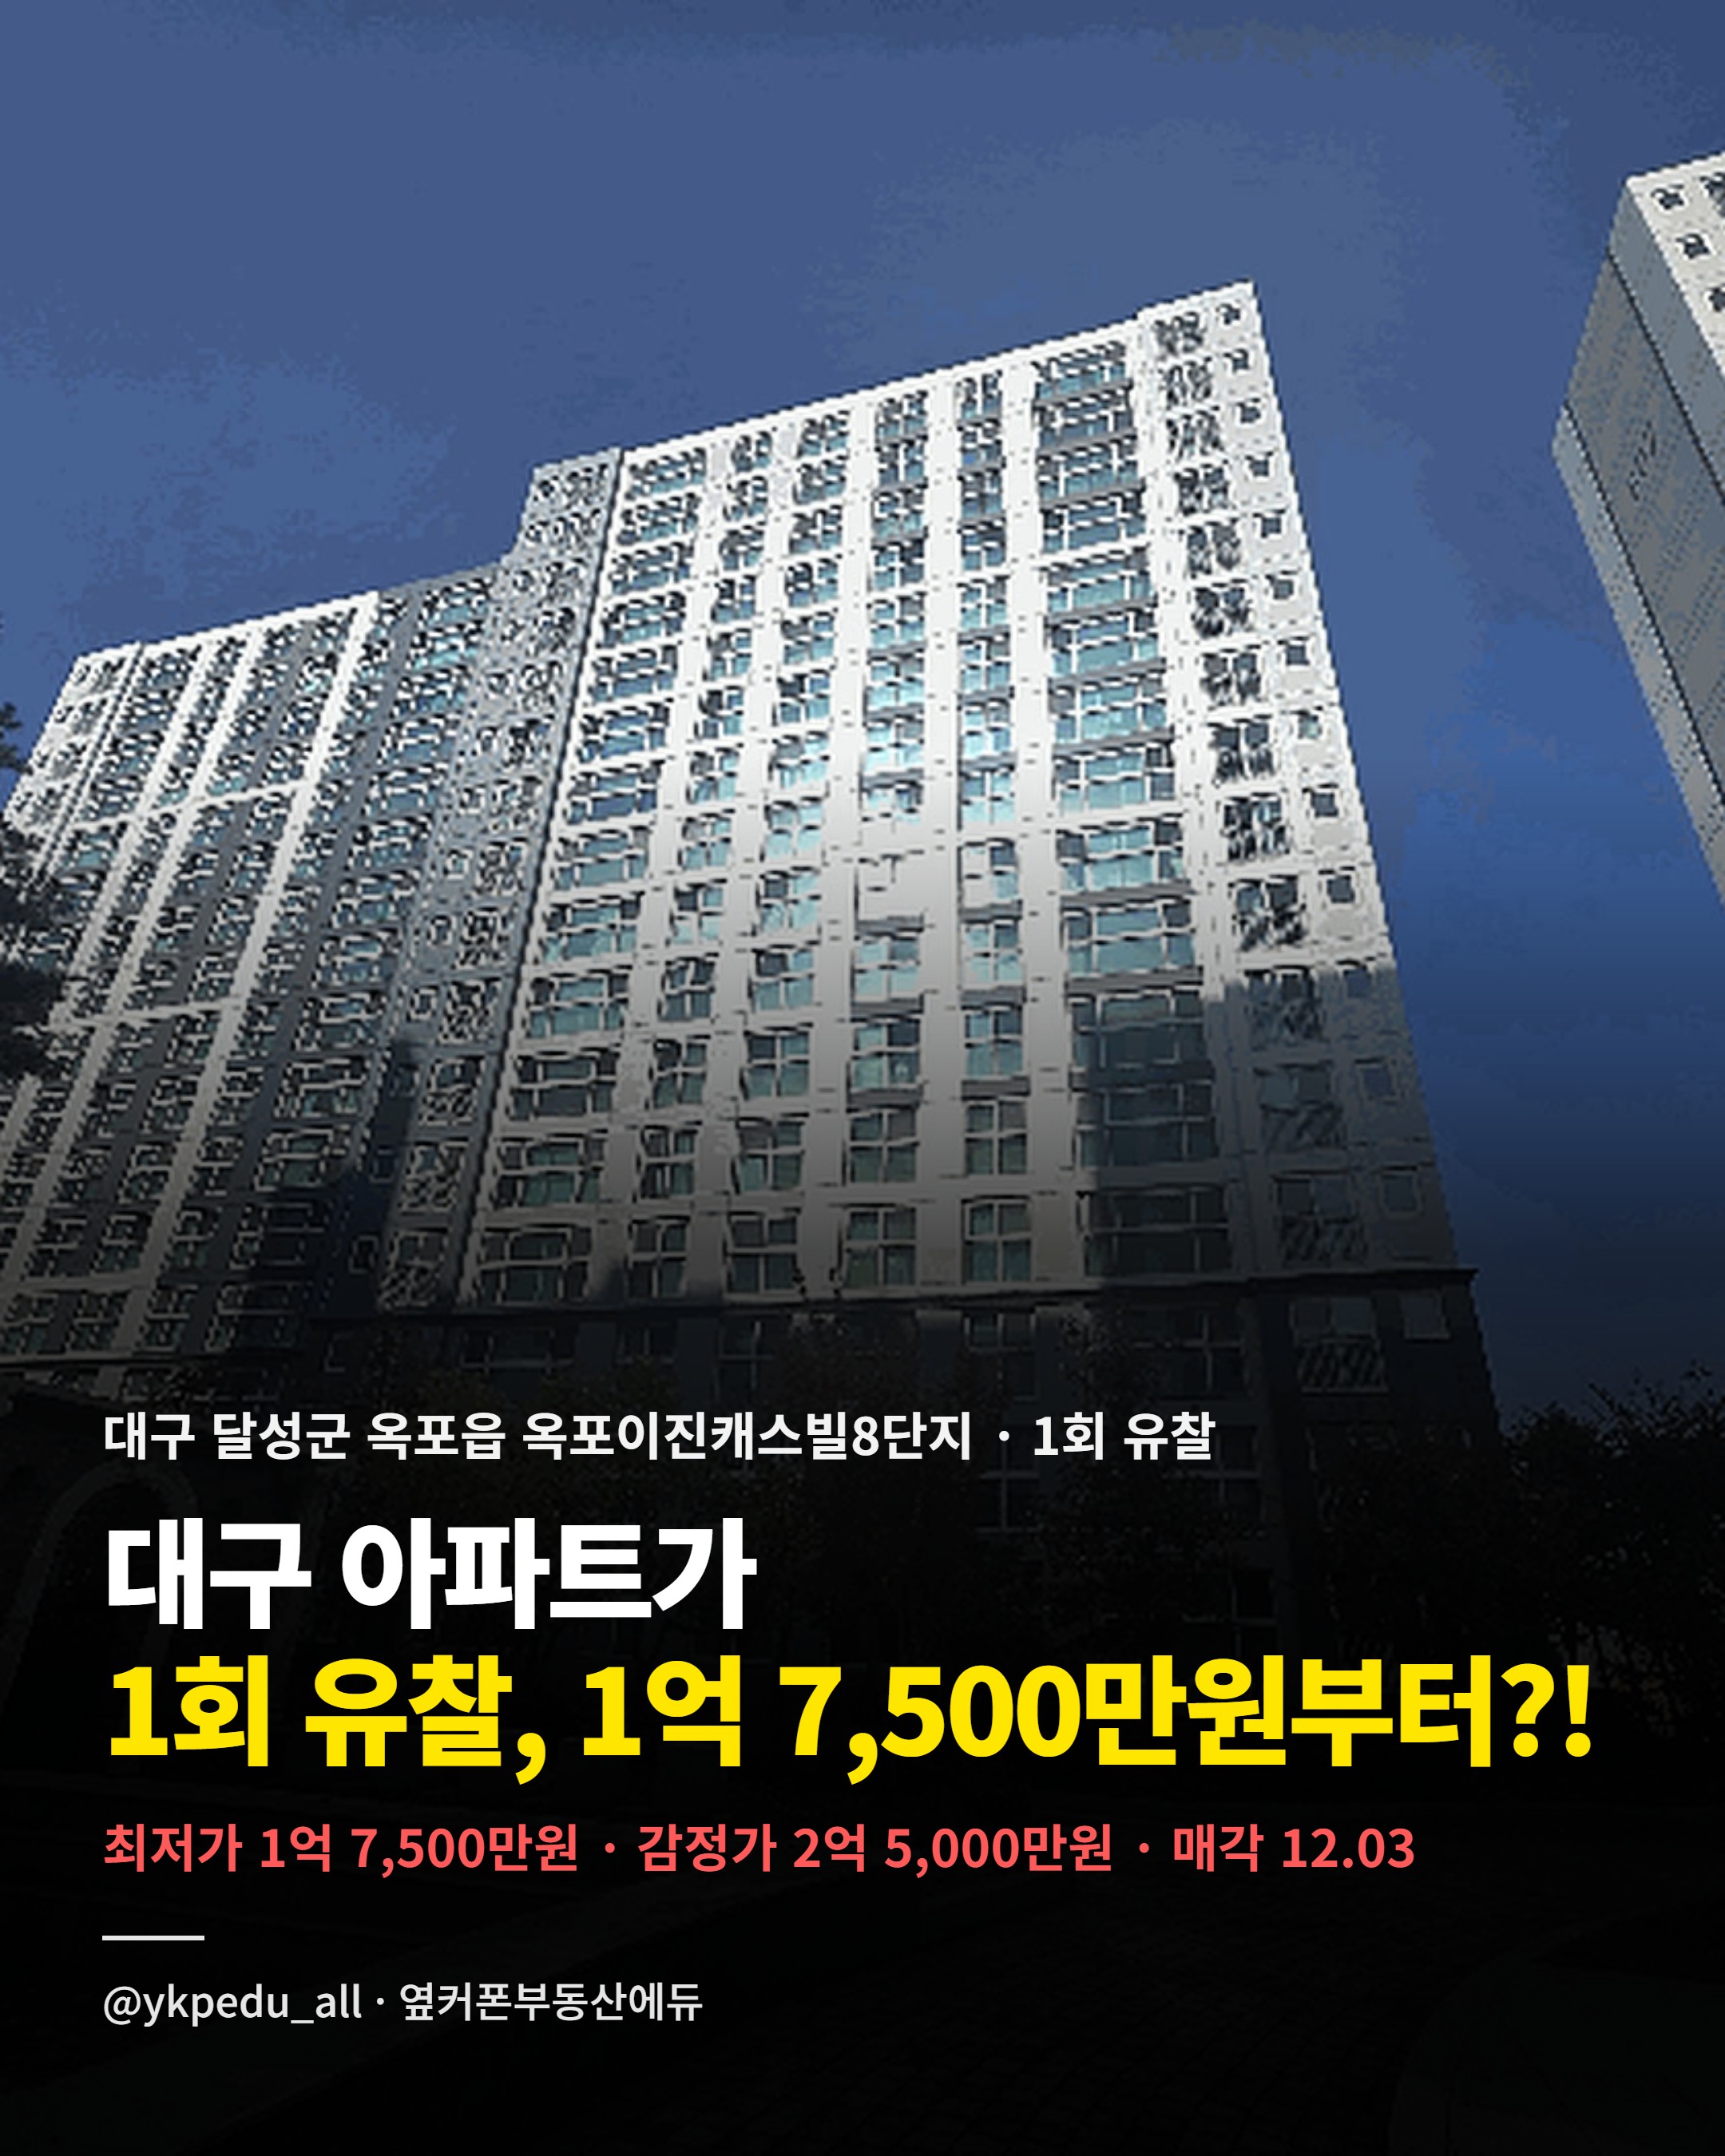 대구 달성군 옥포읍 옥포이진캐스빌8단지 · 1회 유찰
대구 아파트가
1회 유찰, 1억 7,500만원부터?!
최저가 1억 7,500만원 · 감정가 2억 5,000만원 · 매각 12.03
@ykpedu_all · 옆커폰부동산에듀